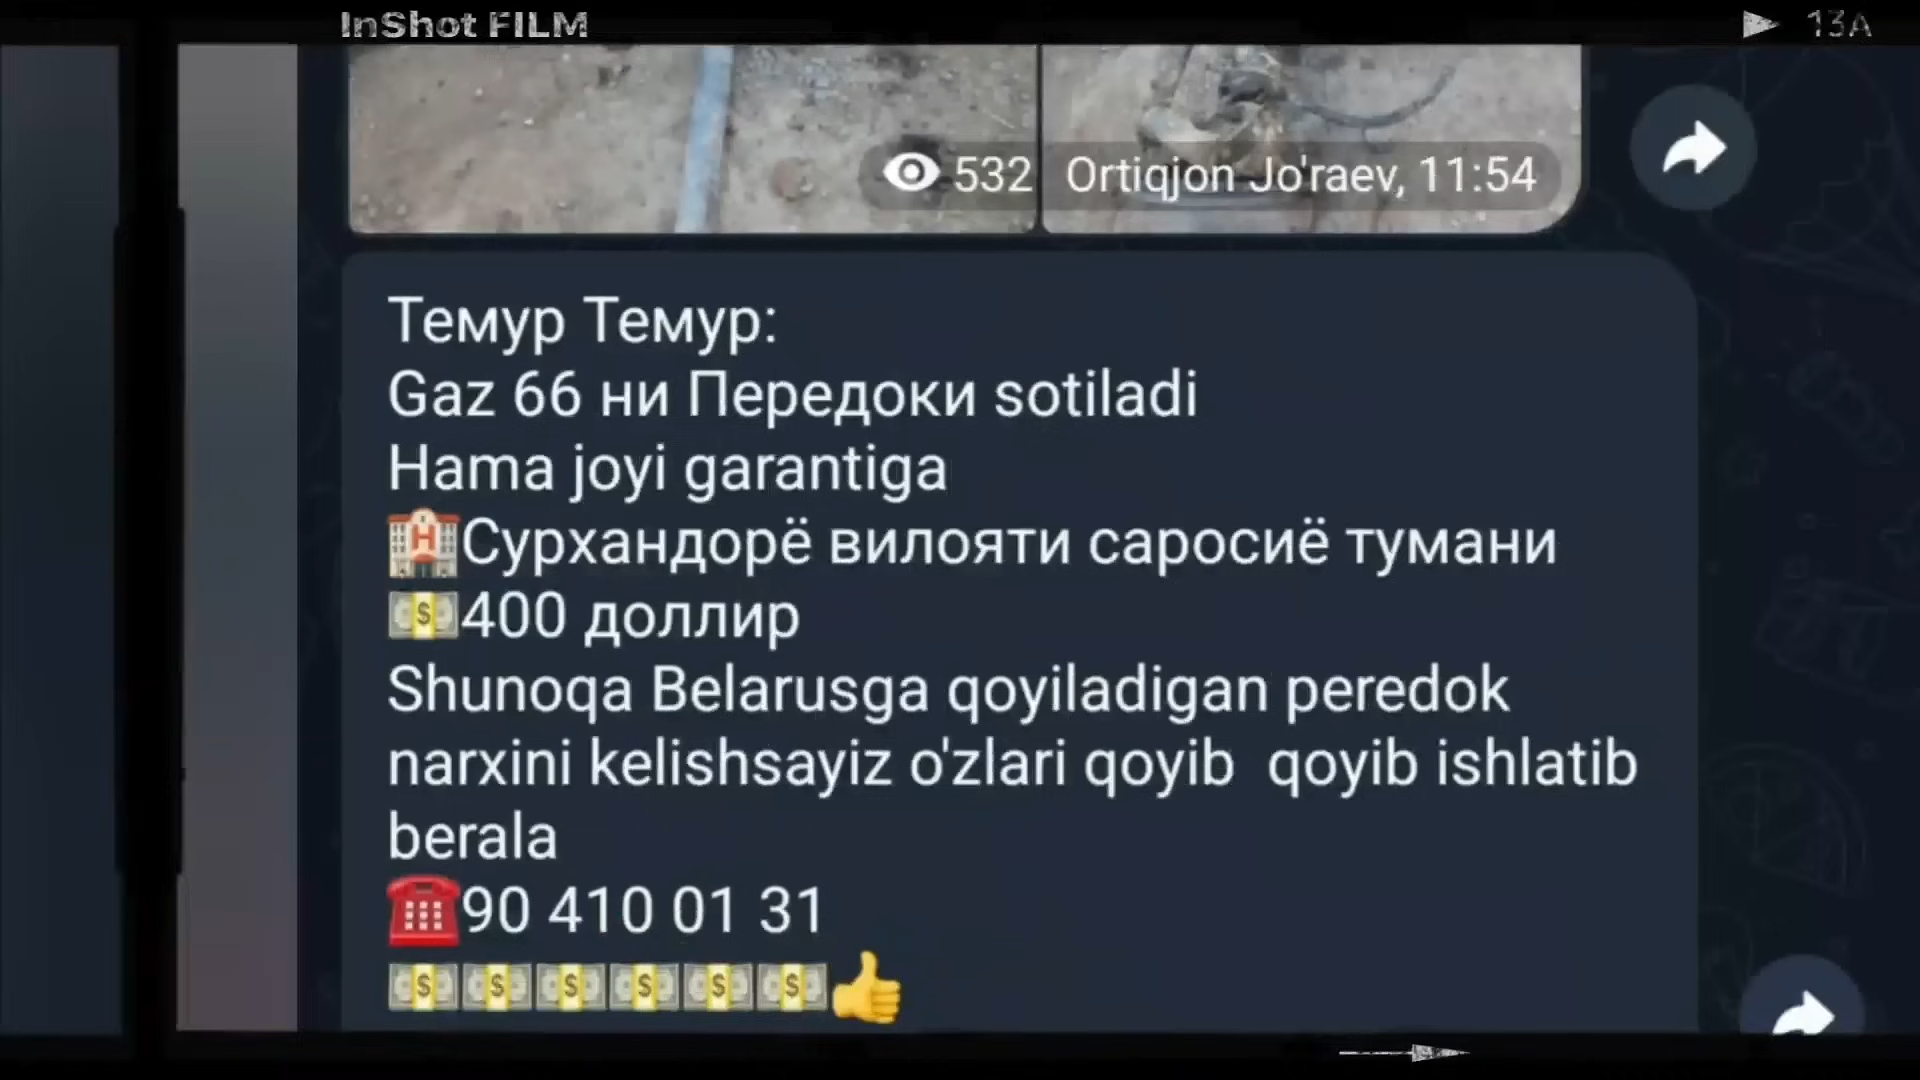 InShot FILM
13A
532 Ortiqjon Jo'raev, 11:54
Темур Темур:
Gaz 66 ни Передоки sotiladi
Hama joyi garantiga
🏨Сурхандорё вилояти саросиё тумани
💵400 доллир
Shunoqa Belarusga qoyiladigan peredok
narxini kelishsayiz o'zlari qoyib  qoyib ishlatib
berala
☎️90 410 01 31
💵💵💵💵💵💵👍